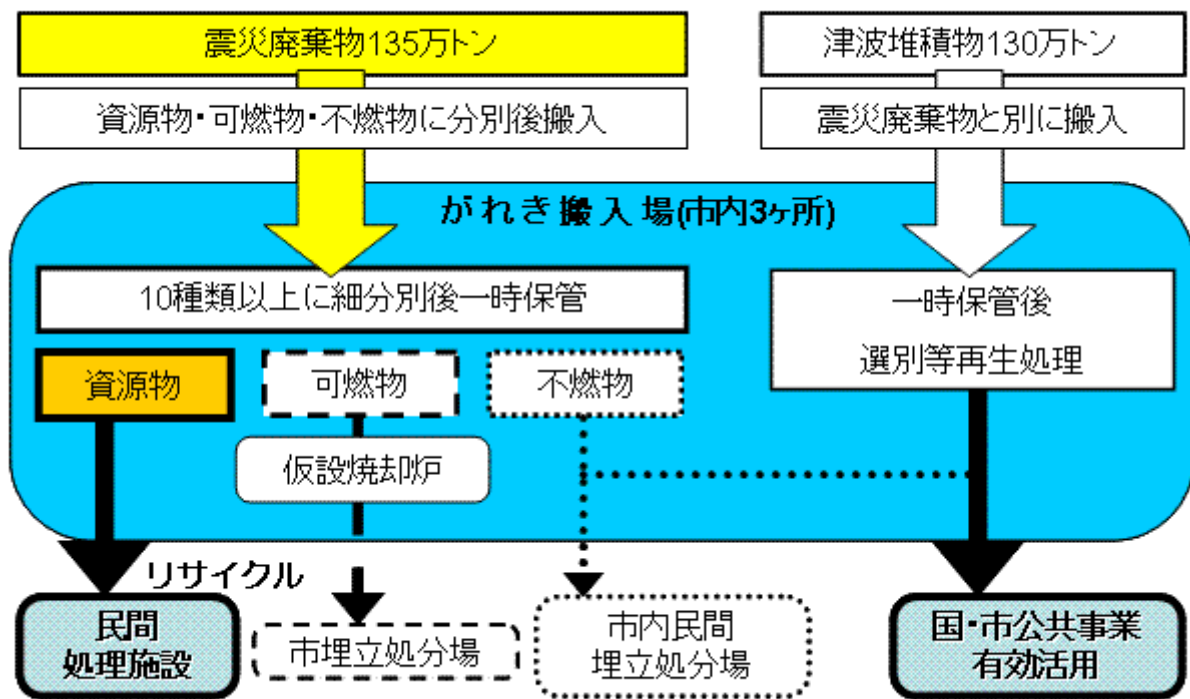 震災廃棄物135万トン
津波堆積物130万トン
資源物・可燃物・不燃物に分別後搬入
震災廃棄物と別に搬入
がれき搬入場(市内3ヶ所)
10種類以上に細分別後一時保管
一時保管後
選別等再生処理
資源物
可燃物
不燃物
仮設焼却炉
リサイクル
民間
処理施設
市埋立処分場
市内民間
埋立処分場
国・市公共事業
有効活用